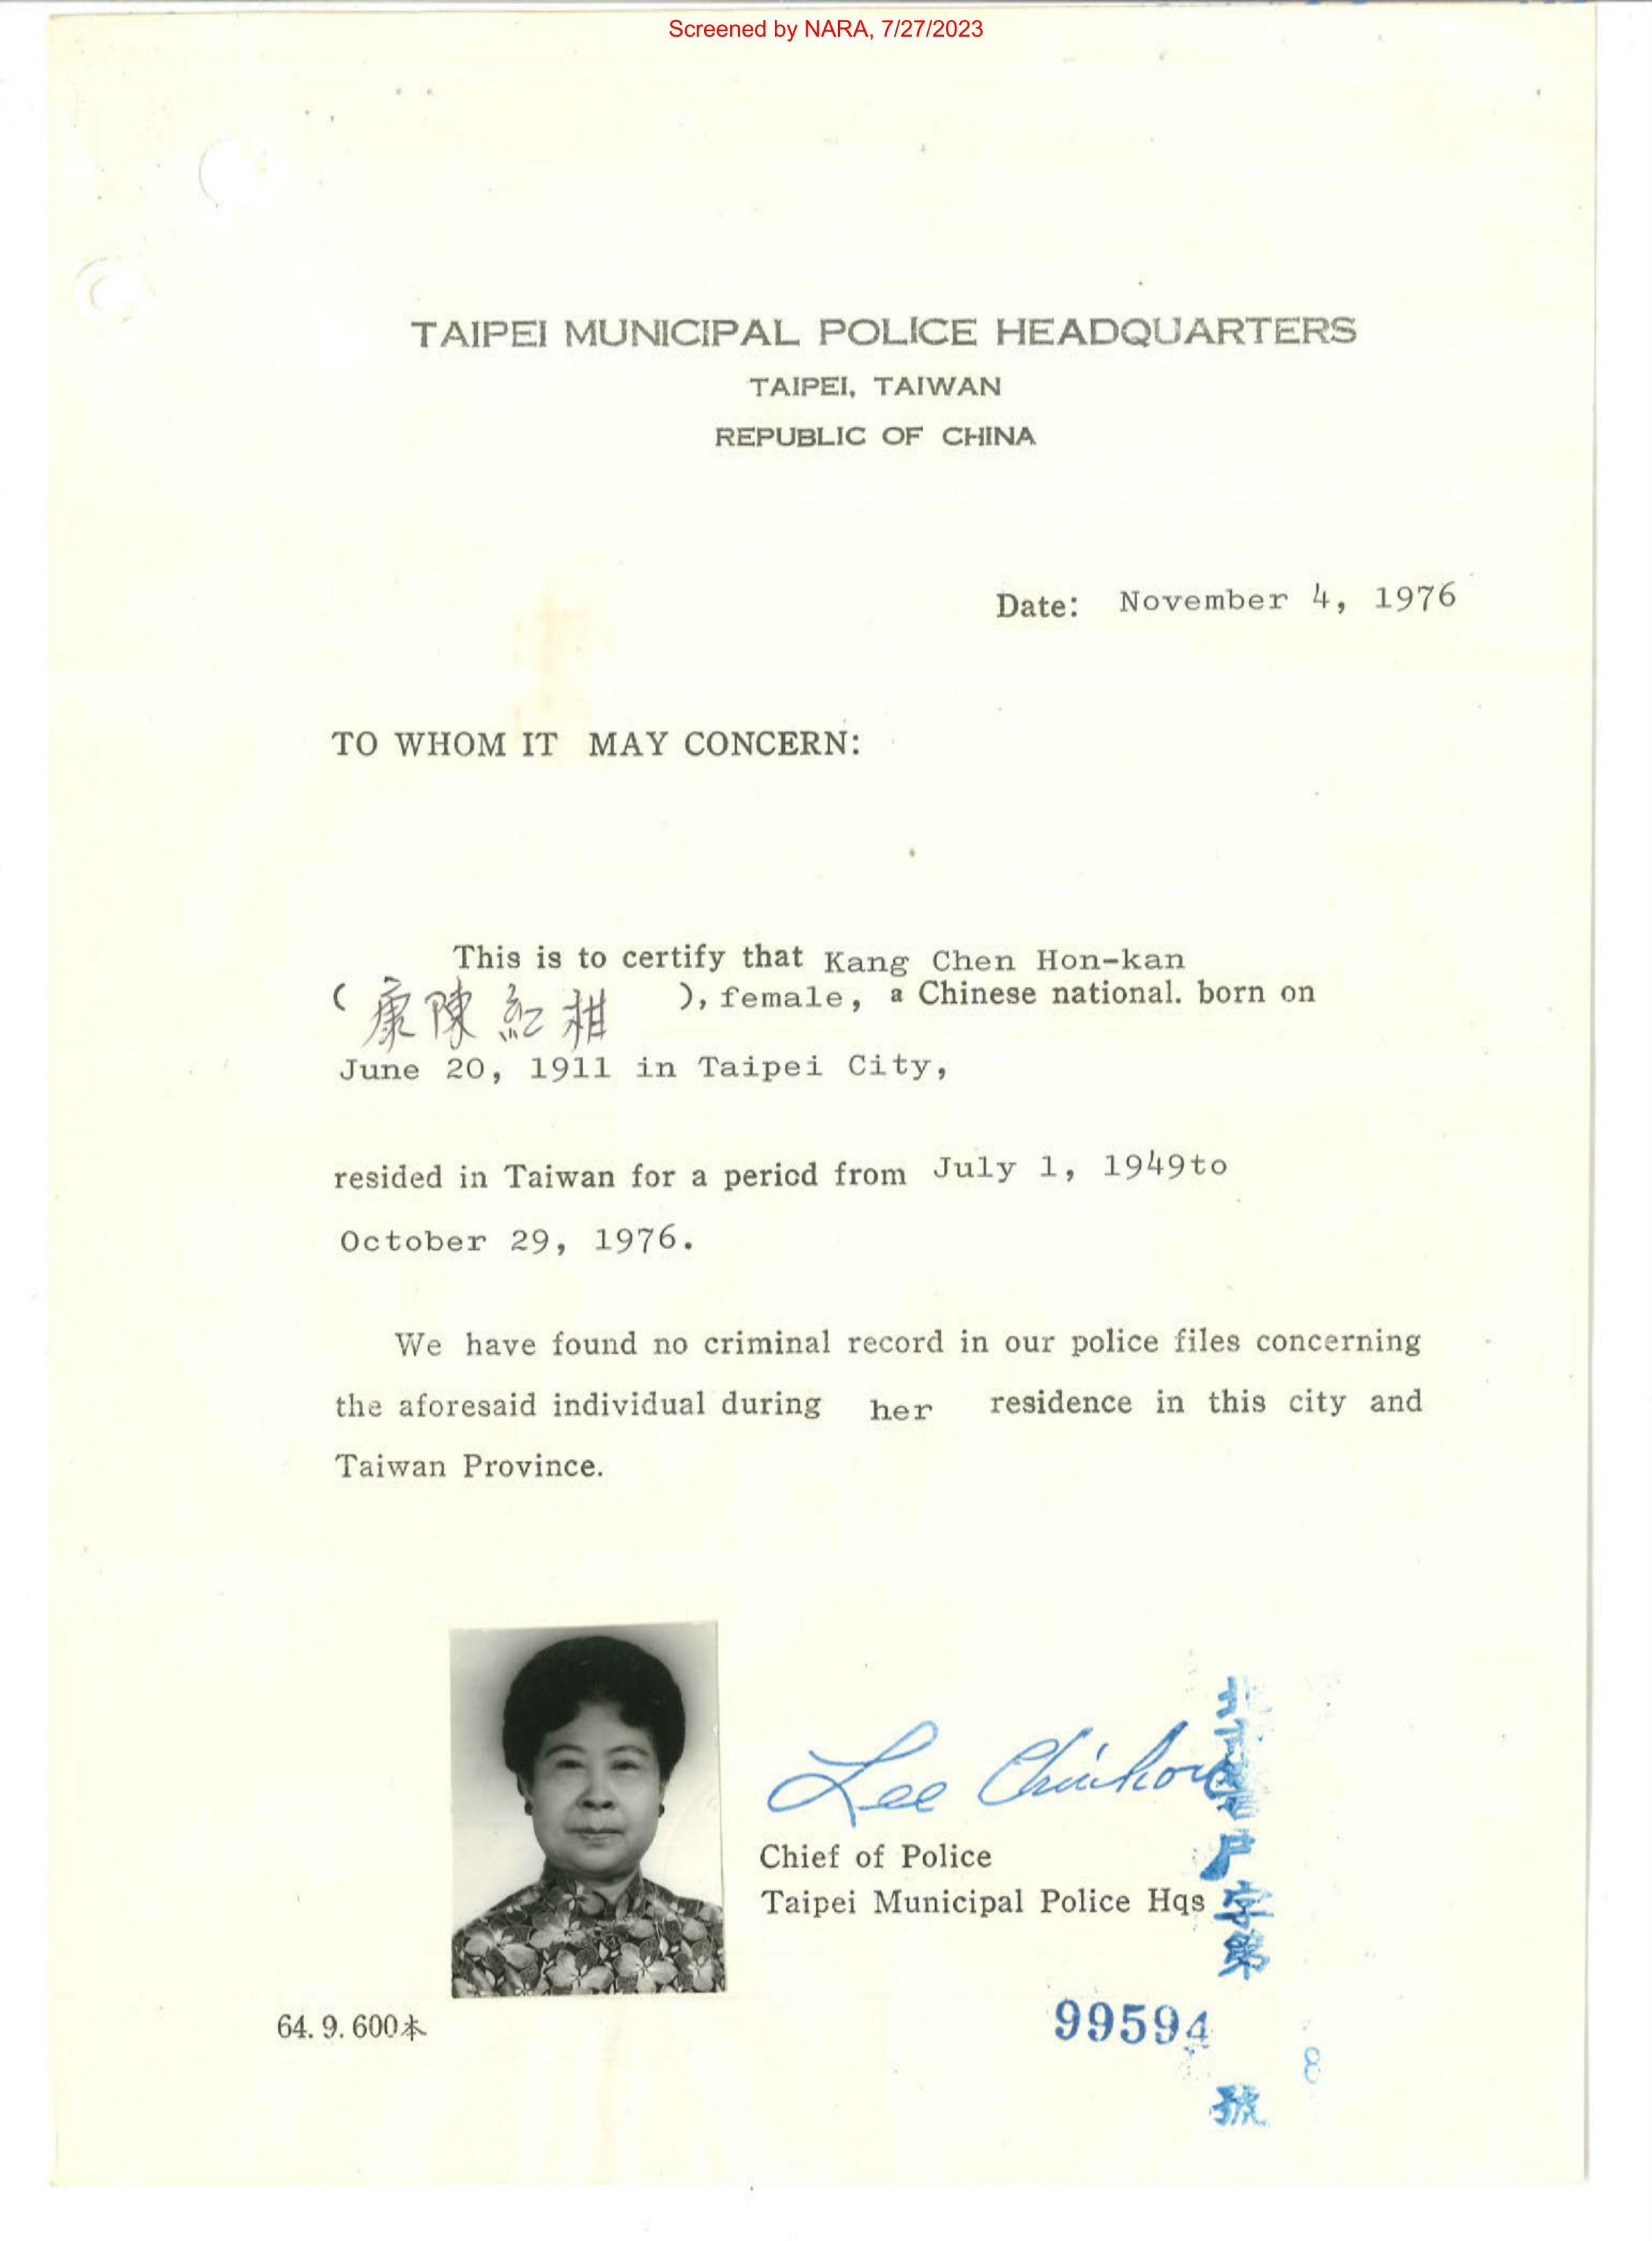 Screened by NARA, 7/27/2023
TAIPEI MUNICIPAL POLICE HEADQUARTERS
TAIPEI, TAIWAN
REPUBLIC OF CHINA
Date: November 4, 1976
TO WHOM IT MAY CONCERN:
This is to certify that Kang Chen Hon-kan
( 康陳紅柑 ), female, a Chinese national. born on
June 20, 1911 in Taipei City,
resided in Taiwan for a period from July 1, 1949to
October 29, 1976.
We have found no criminal record in our police files concerning
the aforesaid individual during her residence in this city and
Taiwan Province.
Lee
Chief of Police
Taipei Municipal Police Hqs
北 戶字第
99594
號
8
64.9.600本